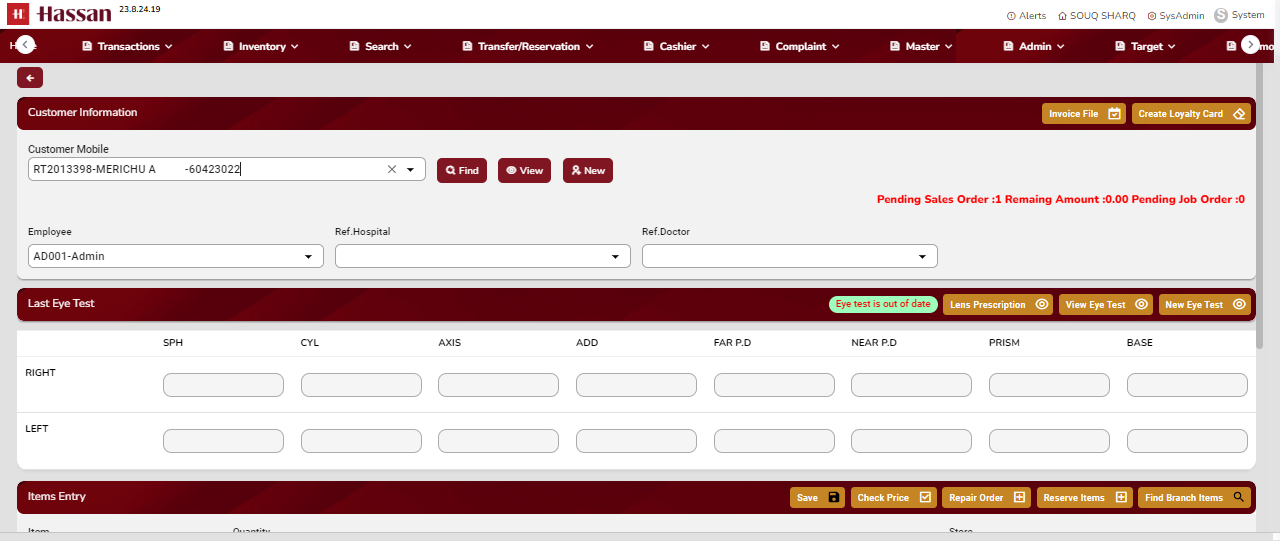 H Hassan 23.8.24.19
Alerts SOUQ SHARQ SysAdmin S System
Transactions Inventory Search Transfer/Reservation Cashier Complaint Master Admin Target
Customer Information Invoice File Create Loyalty Card
Customer Mobile
RT2013398-MERICHU A -60423022 Find View New
Pending Sales Order :1 Remaing Amount :0.00 Pending Job Order :0
Employee Ref.Hospital Ref.Doctor
AD001-Admin
Last Eye Test Eye test is out of date Lens Prescription View Eye Test New Eye Test
SPH CYL AXIS ADD FAR P.D NEAR P.D PRISM BASE
RIGHT
LEFT
Items Entry Save Check Price Repair Order Reserve Items Find Branch Items
Item Quantity Store